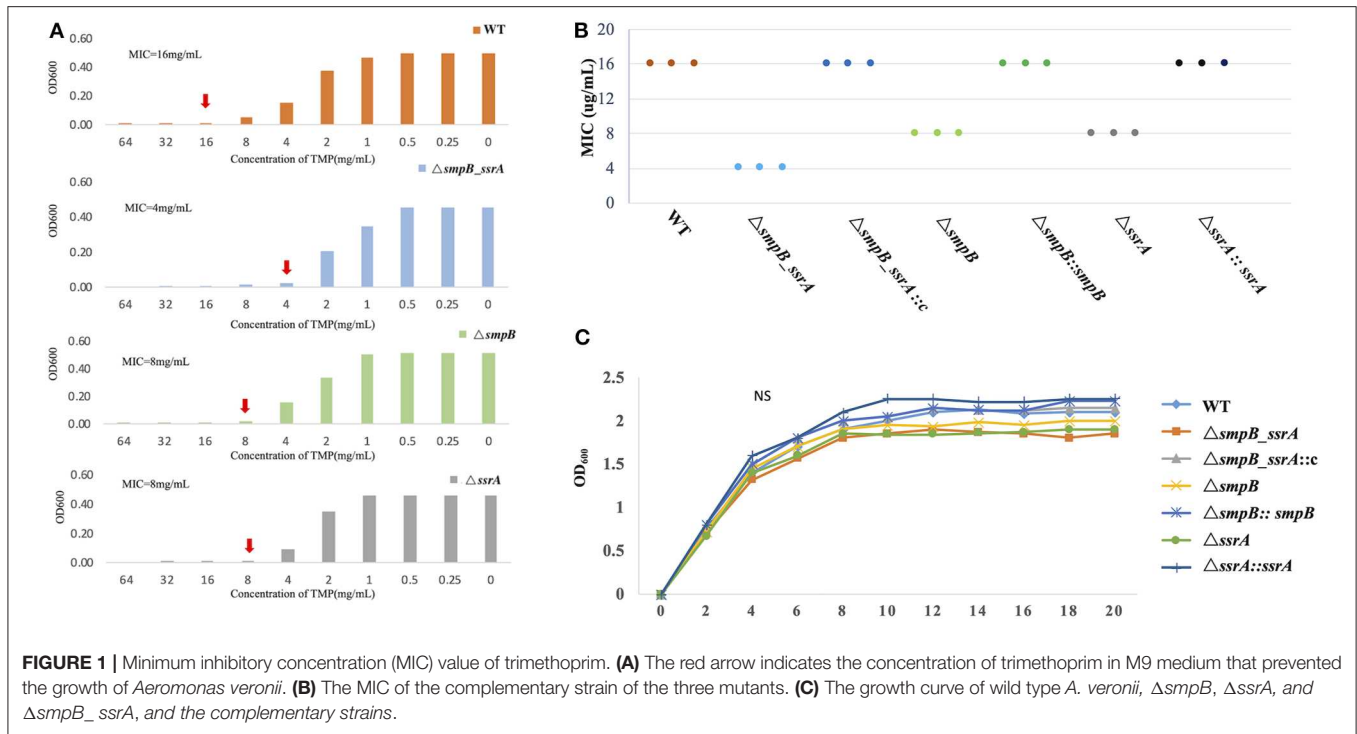 A
WT
0.60
MIC=16mg/mL
0.40
OD600
0.20
0.00
64 32 16 8 4 2 1 0.5 0.25 0
Concentration of TMP(mg/mL)
△smpB_ssrA
0.60
MIC=4mg/mL
0.40
OD600
0.20
0.00
64 32 16 8 4 2 1 0.5 0.25 0
Concentration of TMP(mg/mL)
△smpB
0.60
MIC=8mg/mL
0.40
OD600
0.20
0.00
64 32 16 8 4 2 1 0.5 0.25 0
Concentration of TMP(mg/mL)
△ssrA
0.60
MIC=8mg/mL
0.40
OD600
0.20
0.00
64 32 16 8 4 2 1 0.5 0.25 0
Concentration of TMP(mg/mL)
B
20
16
12
8
4
0
MIC (ug/mL)
WT
△smpB_ssrA
△smpB_ssrA::c
△smpB
△smpB::smpB
△ssrA
△ssrA:: ssrA
C
2.5
2
1.5
1
0.5
0
OD600
NS
0 2 4 6 8 10 12 14 16 18 20
WT
△smpB_ssrA
△smpB_ssrA::c
△smpB
△smpB:: smpB
△ssrA
△ssrA::ssrA
FIGURE 1 | Minimum inhibitory concentration (MIC) value of trimethoprim. (A) The red arrow indicates the concentration of trimethoprim in M9 medium that prevented
the growth of Aeromonas veronii. (B) The MIC of the complementary strain of the three mutants. (C) The growth curve of wild type A. veronii, ΔsmpB, ΔssrA, and
ΔsmpB_ ssrA, and the complementary strains.